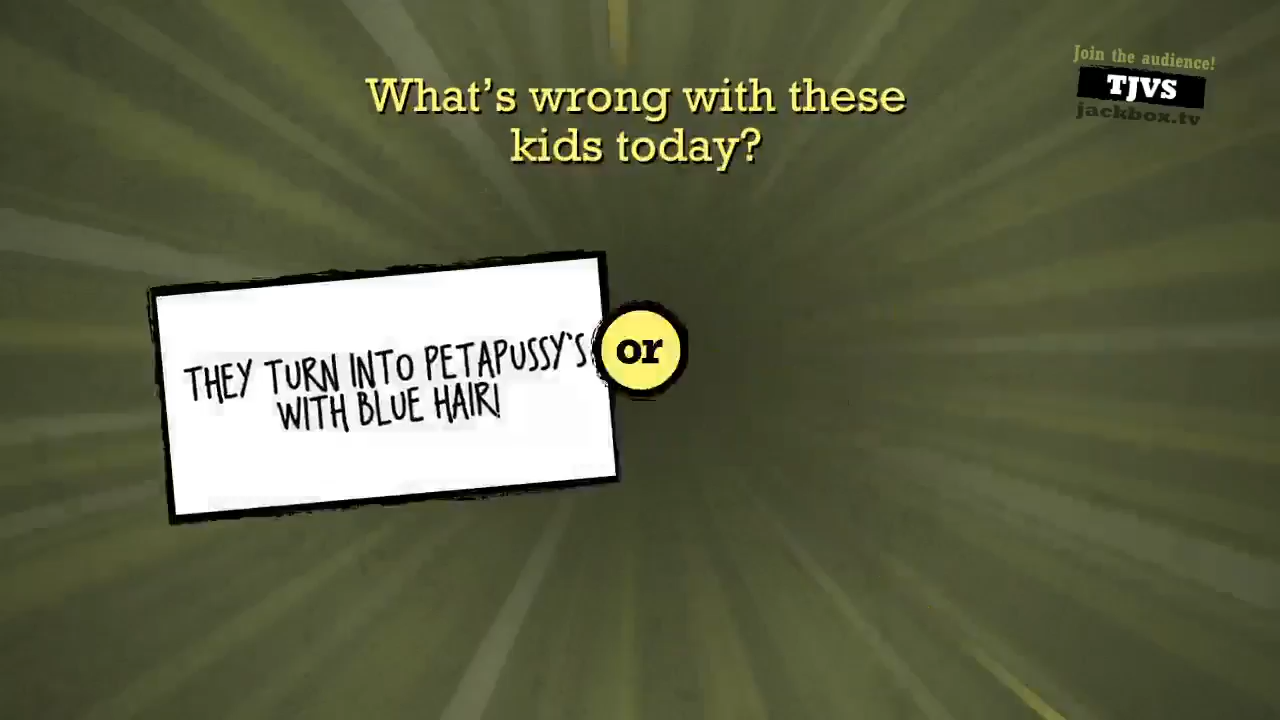 Join the audience!
TJVS
jackbox.tv
What's wrong with these
kids today?
THEY TURN INTO PETAPUSSY'S
WITH BLUE HAIR!
or